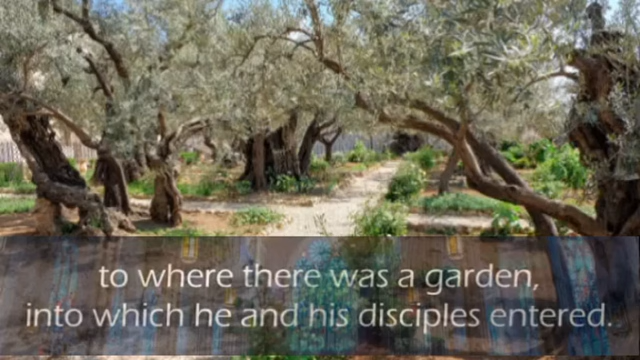 to where there was a garden,
into which he and his disciples entered.